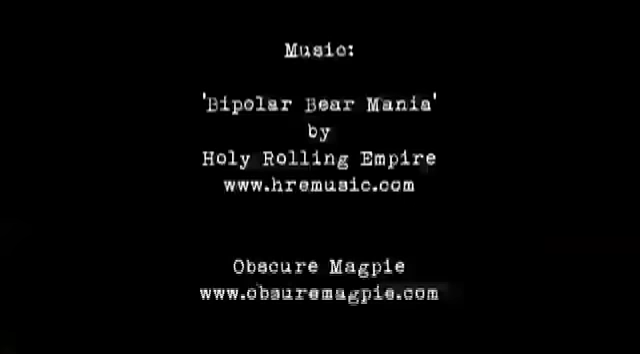 Music:
'Bipolar Bear Mania'
by
Holy Rolling Empire
www.hremusic.com
Obscure Magpie
www.obsuremagpie.com